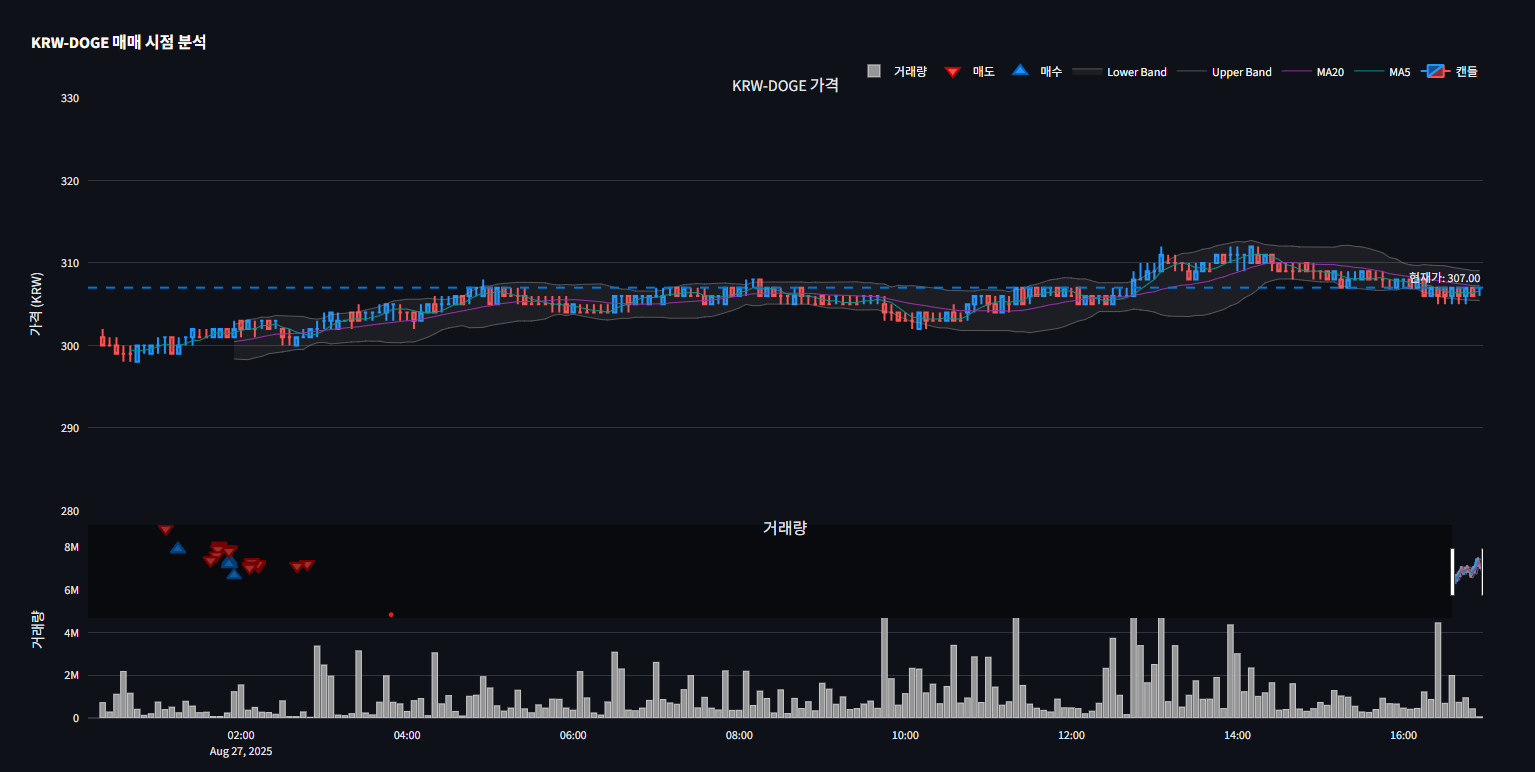 KRW-DOGE 매매 시점 분석
거래량 매도 매수 Lower Band Upper Band MA20 MA5 캔들
KRW-DOGE 가격
330
320
310
300
290
280
가격 (KRW)
현재가: 307.00
거래량
8M
6M
4M
2M
0
거래량
02:00 04:00 06:00 08:00 10:00 12:00 14:00 16:00
Aug 27, 2025